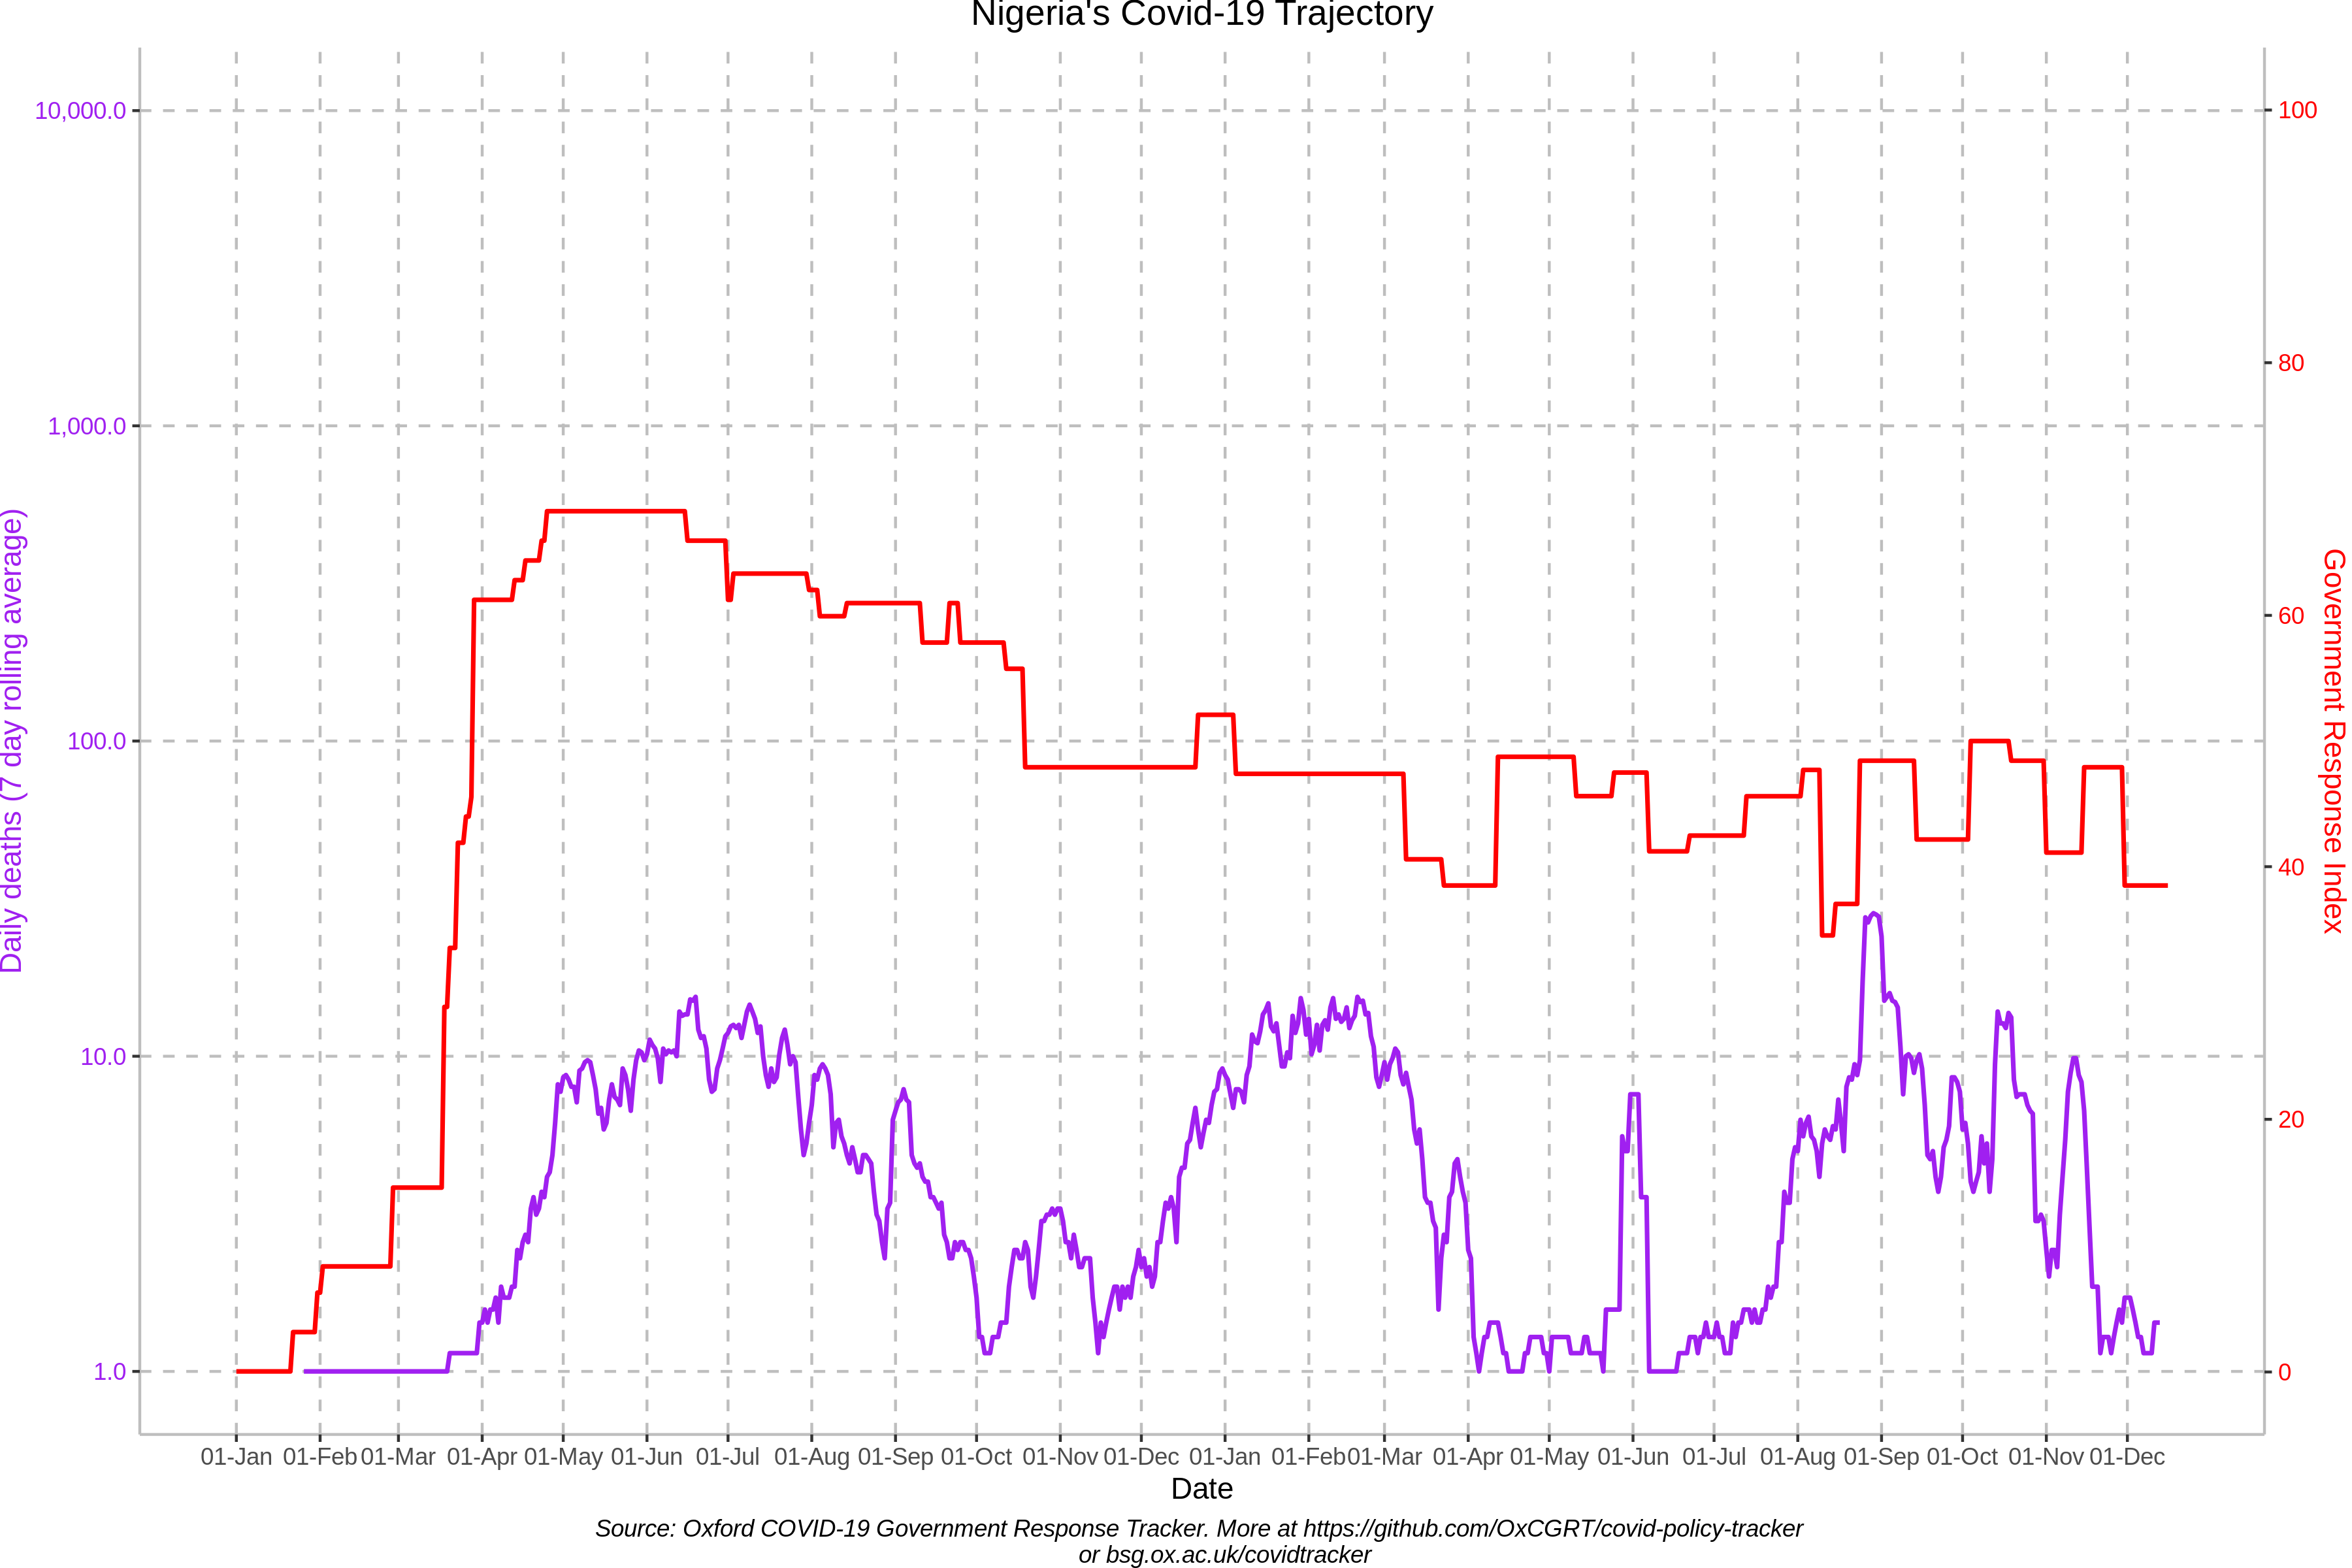 Nigeria's Covid-19 Trajectory
10,000.0
1,000.0
100.0
10.0
1.0
Daily deaths (7 day rolling average)
100
80
60
40
20
0
Government Response Index
01-Jan 01-Feb 01-Mar 01-Apr 01-May 01-Jun 01-Jul 01-Aug 01-Sep 01-Oct 01-Nov 01-Dec 01-Jan 01-Feb 01-Mar 01-Apr 01-May 01-Jun 01-Jul 01-Aug 01-Sep 01-Oct 01-Nov 01-Dec
Date
Source: Oxford COVID-19 Government Response Tracker. More at https://github.com/OxCGRT/covid-policy-tracker
or bsg.ox.ac.uk/covidtracker